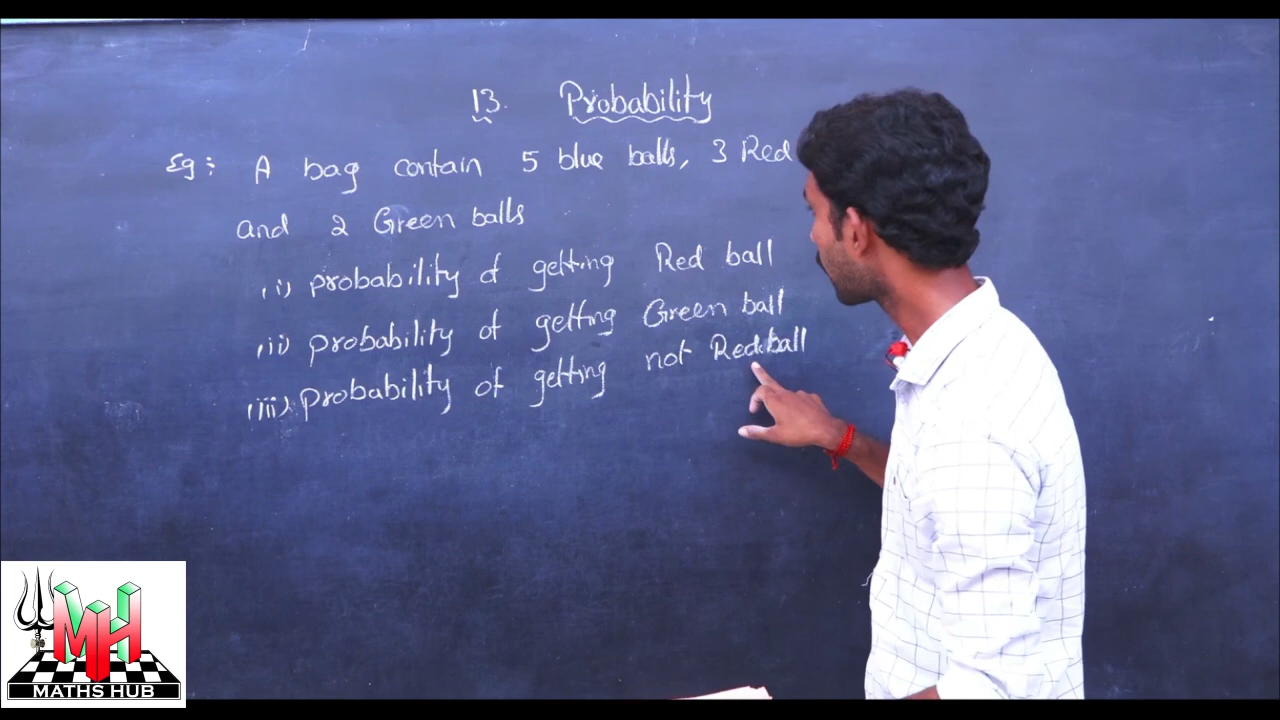 13. Probability
Eg: A bag contain 5 blue balls, 3 Red
and 2 Green balls
(i) probability of getting Red ball
(ii) probability of getting Green ball
(iii) probability of getting not Red ball
MH
MATHS HUB